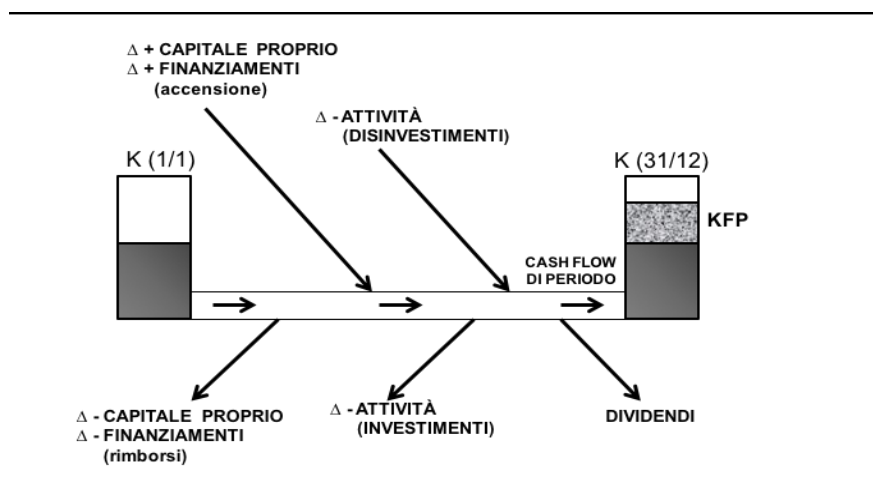 Δ + CAPITALE PROPRIO
Δ + FINANZIAMENTI
(accensione)
Δ - ATTIVITÀ
(DISINVESTIMENTI)
K (1/1)
K (31/12)
KFP
CASH FLOW
DI PERIODO
Δ - CAPITALE PROPRIO
Δ - FINANZIAMENTI
(rimborsi)
Δ - ATTIVITÀ
(INVESTIMENTI)
DIVIDENDI